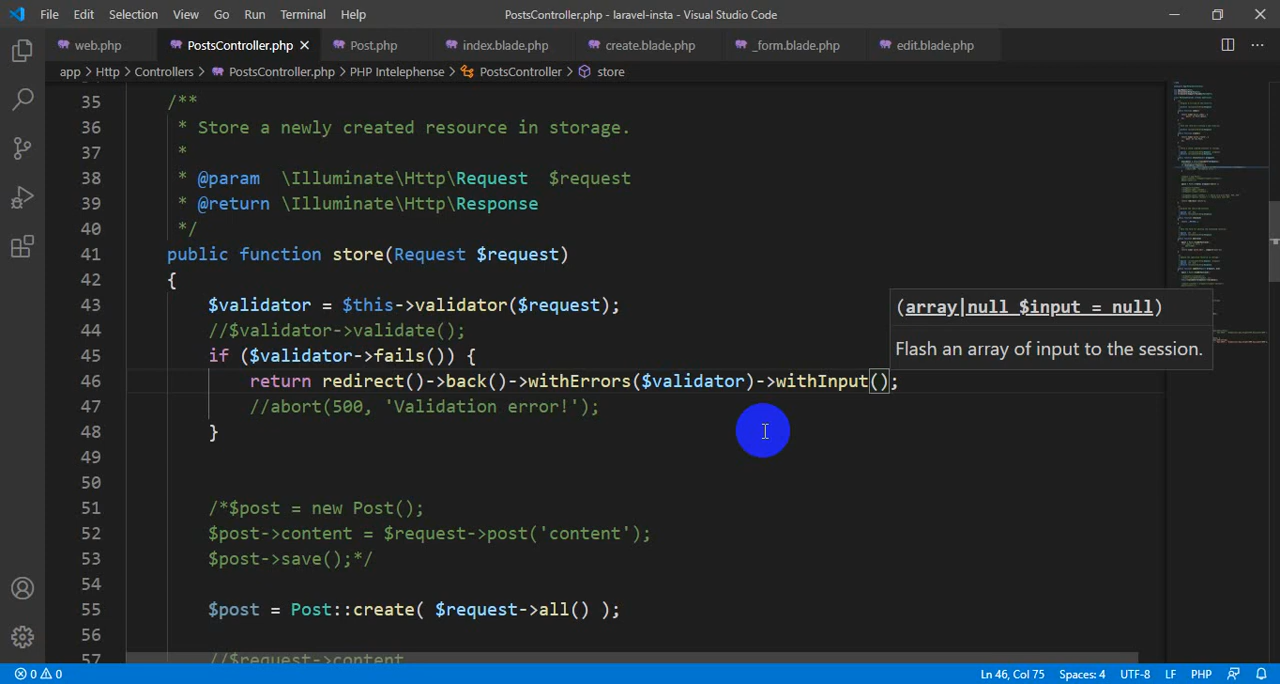 File Edit Selection View Go Run Terminal Help PostsController.php - laravel-insta - Visual Studio Code
web.php PostsController.php Post.php index.blade.php create.blade.php _form.blade.php edit.blade.php
app > Http > Controllers > PostsController.php > PHP Intelephense > PostsController > store
35 /**
36 * Store a newly created resource in storage.
37 *
38 * @param \Illuminate\Http\Request $request
39 * @return \Illuminate\Http\Response
40 */
41 public function store(Request $request)
42 {
43 $validator = $this->validator($request);
(array|null $input = null)
44 //$validator->validate();
45 if ($validator->fails()) {
Flash an array of input to the session.
46 return redirect()->back()->withErrors($validator)->withInput();
47 //abort(500, 'Validation error!');
48 }
49
50
51 /*$post = new Post();
52 $post->content = $request->post('content');
53 $post->save();*/
54
55 $post = Post::create( $request->all() );
56
57 //$request->content
0 0 Ln 46, Col 75 Spaces: 4 UTF-8 LF PHP